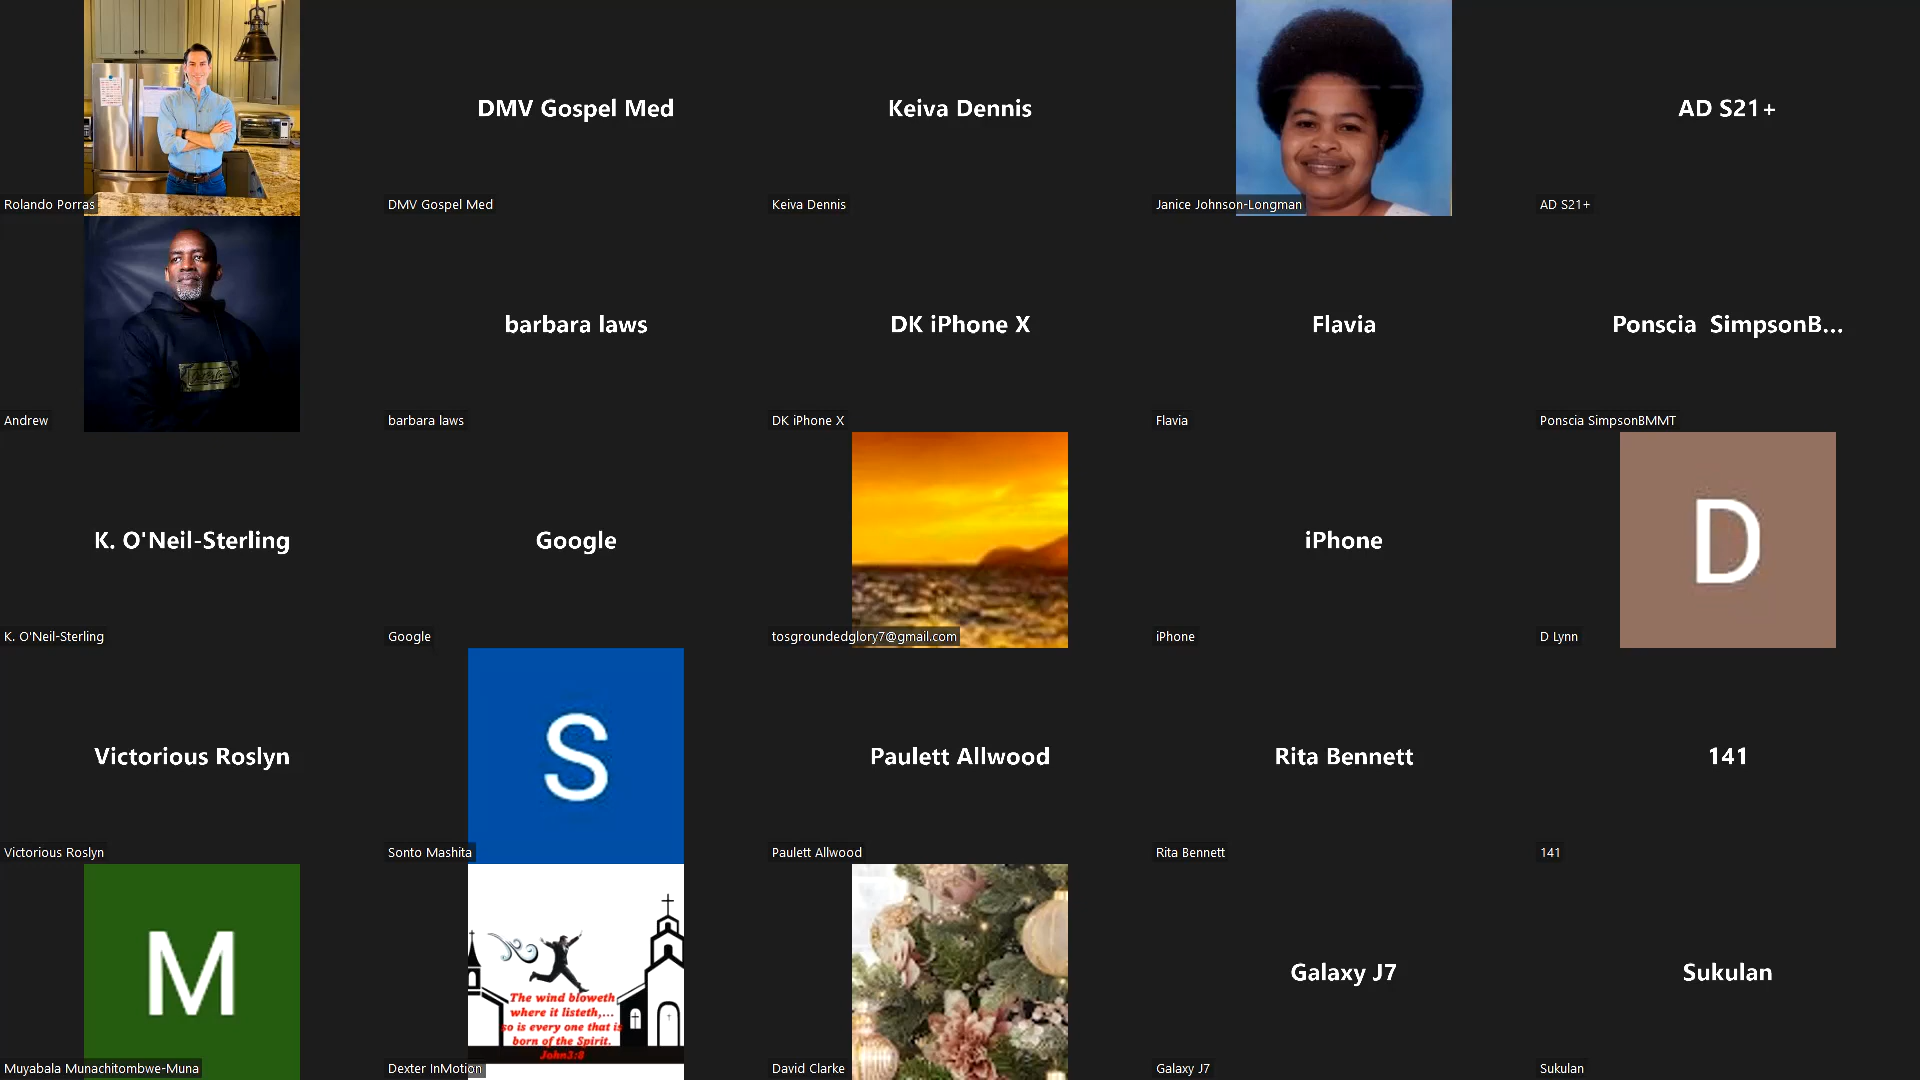 DMV Gospel Med
Keiva Dennis
AD S21+
Rolando Porras
DMV Gospel Med
Keiva Dennis
Janice Johnson-Longman
AD S21+
barbara laws
DK iPhone X
Flavia
Ponscia SimpsonB...
Andrew
barbara laws
DK iPhone X
Flavia
Ponscia SimpsonBMMT
K. O'Neil-Sterling
Google
iPhone
D
K. O'Neil-Sterling
Google
tosgroundedglory7@gmail.com
iPhone
D Lynn
Victorious Roslyn
S
Paulett Allwood
Rita Bennett
141
Victorious Roslyn
Sonto Mashita
Paulett Allwood
Rita Bennett
141
M
The wind bloweth
where it listeth,...
so is every one that is
born of the Spirit.
John3:8
Galaxy J7
Sukulan
Muyabala Munachitombwe-Muna
Dexter InMotion
David Clarke
Galaxy J7
Sukulan